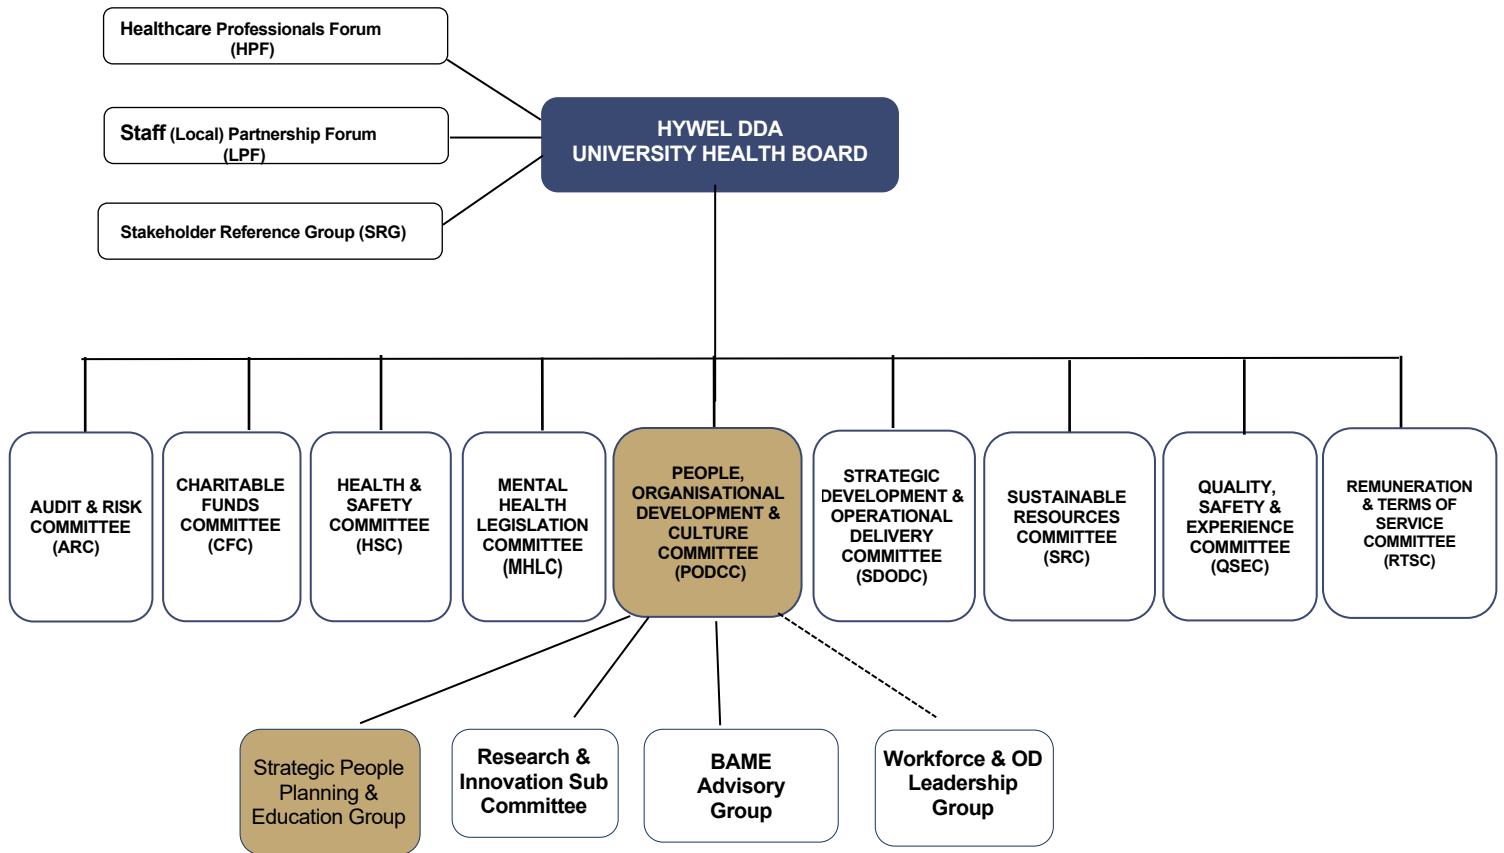 Healthcare Professionals Forum
(HPF)
Staff (Local) Partnership Forum
(LPF)
Stakeholder Reference Group (SRG)
HYWEL DDA
UNIVERSITY HEALTH BOARD
AUDIT & RISK
COMMITTEE
(ARC)
CHARITABLE
FUNDS
COMMITTEE
(CFC)
HEALTH &
SAFETY
COMMITTEE
(HSC)
MENTAL
HEALTH
LEGISLATION
COMMITTEE
(MHLC)
PEOPLE,
ORGANISATIONAL
DEVELOPMENT &
CULTURE
COMMITTEE
(PODCC)
STRATEGIC
DEVELOPMENT &
OPERATIONAL
DELIVERY
COMMITTEE
(SDODC)
SUSTAINABLE
RESOURCES
COMMITTEE
(SRC)
QUALITY,
SAFETY &
EXPERIENCE
COMMITTEE
(QSEC)
REMUNERATION
& TERMS OF
SERVICE
COMMITTEE
(RTSC)
Strategic People
Planning &
Education Group
Research &
Innovation Sub
Committee
BAME
Advisory
Group
Workforce & OD
Leadership
Group